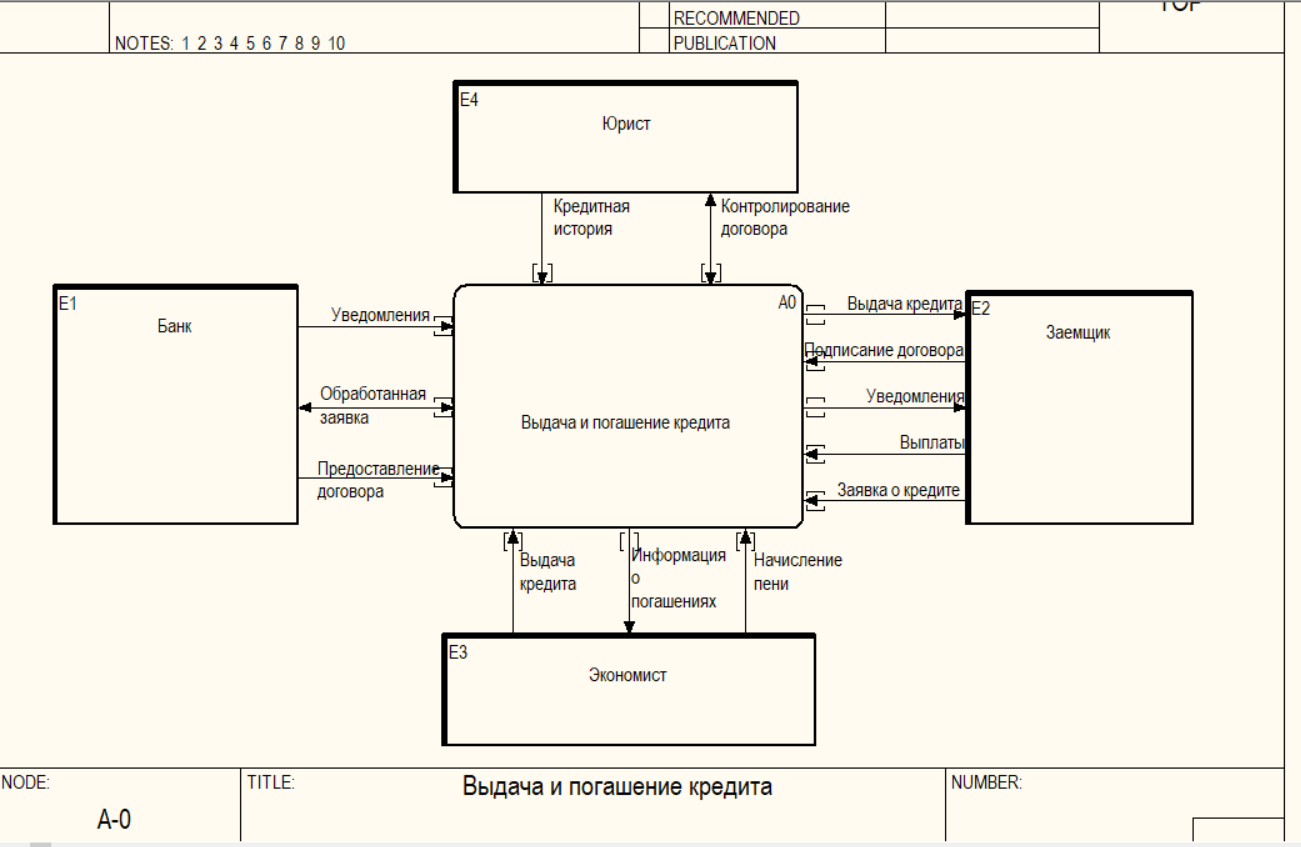 TOP
RECOMMENDED
NOTES: 1 2 3 4 5 6 7 8 9 10
PUBLICATION
E4
Юрист
Кредитная
история
Контролирование
договора
E1
Банк
Уведомления
Обработанная
заявка
Предоставление
договора
A0
Выдача и погашение кредита
Выдача кредита
Подписание договора
Уведомления
Выплаты
Заявка о кредите
E2
Заемщик
Выдача
кредита
Информация
о
погашениях
Начисление
пени
E3
Экономист
NODE:
A-0
TITLE:
Выдача и погашение кредита
NUMBER: